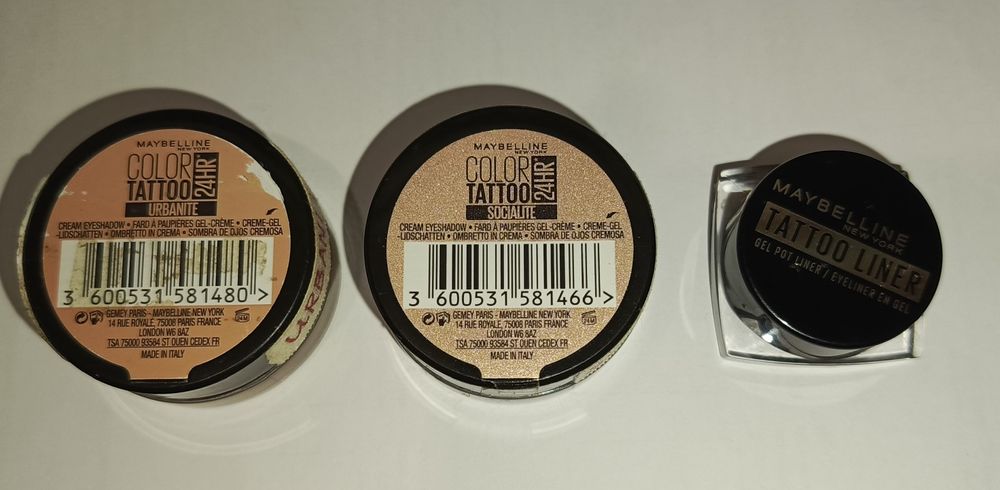 MAYBELLINE
NEW YORK
COLOR
TATTOO
24HR*
URBANITE
CREAM EYESHADOW • FARD À PAUPIÈRES GEL-CRÈME • CREME-GEL
-LIDSCHATTEN • OMBRETTO IN CREMA • SOMBRA DE OJOS CREMOSA
3 600531 581480 >
GEMEY PARIS - MAYBELLINE NEW YORK
14 RUE ROYALE, 75008 PARIS FRANCE
LONDON W6 8AZ
TSA 75000 93584 ST OUEN CEDEX FR
MADE IN ITALY
24M
MAYBELLINE
NEW YORK
COLOR
TATTOO
24HR*
SOCIALITE
CREAM EYESHADOW • FARD À PAUPIÈRES GEL-CRÈME • CREME-GEL
-LIDSCHATTEN • OMBRETTO IN CREMA • SOMBRA DE OJOS CREMOSA
3 600531 581466 >
GEMEY PARIS - MAYBELLINE NEW YORK
14 RUE ROYALE, 75008 PARIS FRANCE
LONDON W6 8AZ
TSA 75000 93584 ST OUEN CEDEX FR
MADE IN ITALY
24M
MAYBELLINE
NEW YORK
TATTOO LINER
GEL POT LINER / EYELINER EN GEL